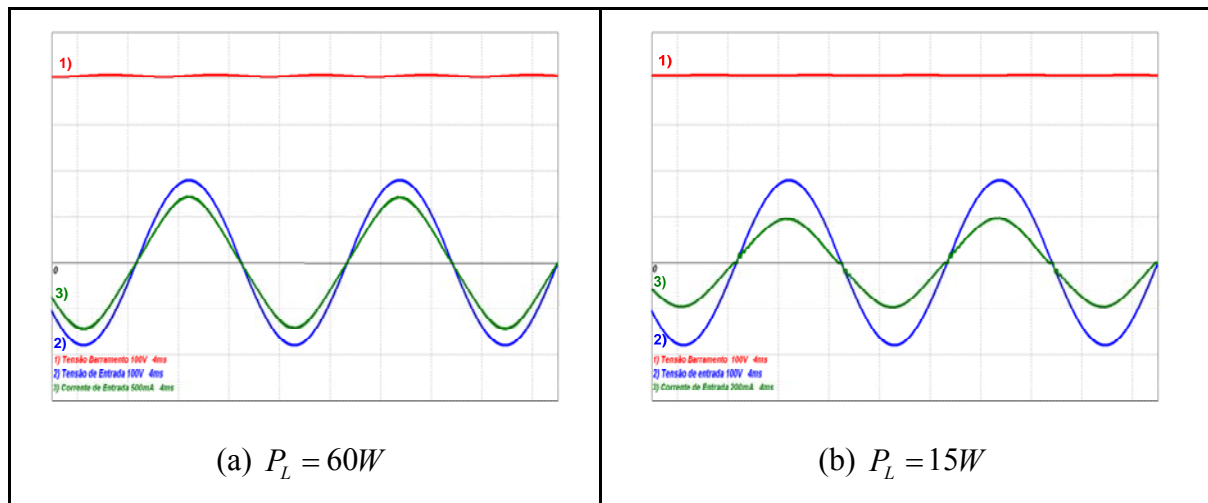 1)
0
3)
2)
1) Tensão Barramento 100V 4ms
2) Tensão de Entrada 100V 4ms
3) Corrente de Entrada 500mA 4ms
(a) P_L = 60W
1)
0
3)
2)
1) Tensão Barramento 100V 4ms
2) Tensão de entrada 100V 4ms
3) Corrente de Entrada 200mA 4ms
(b) P_L = 15W